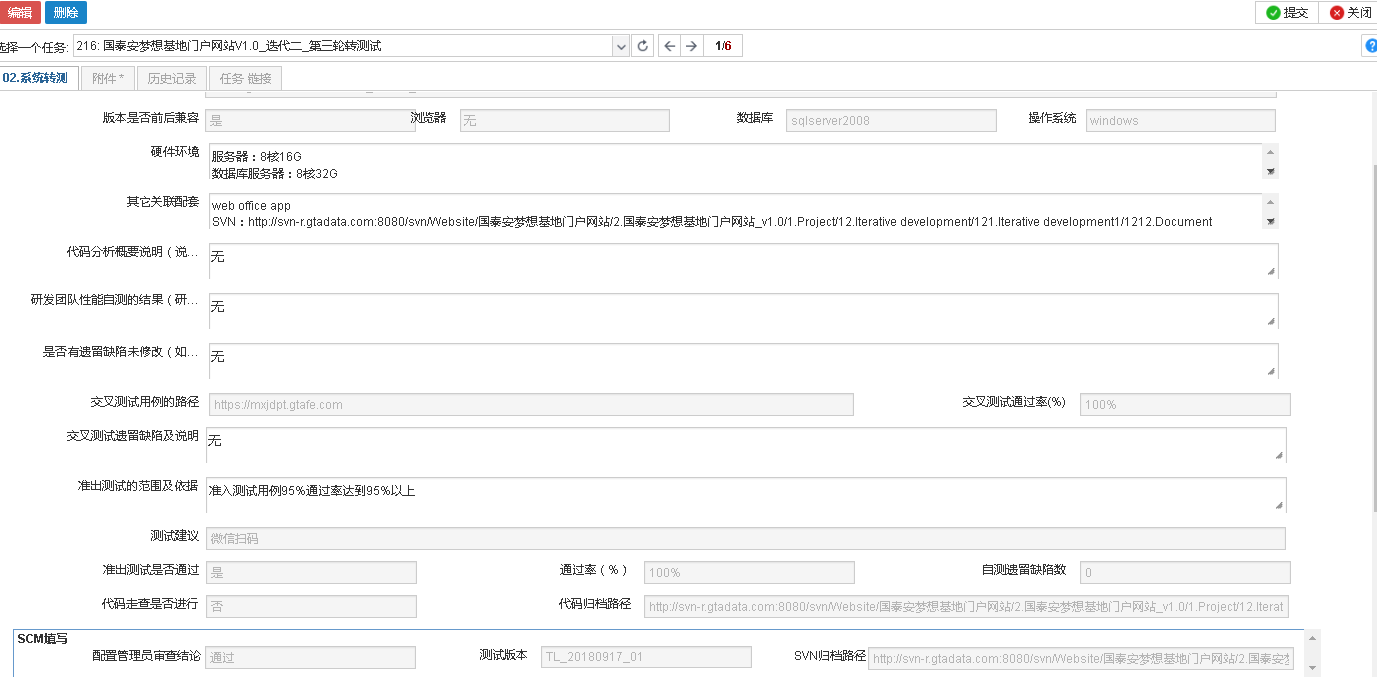 编辑
删除
提交
关闭
选择一个任务:
216: 国泰安梦想基地门户网站V1.0_迭代二_第三轮转测试
1/6
02.系统转测
附件*
历史记录
任务 链接
版本是否前后兼容
是
浏览器
无
数据库
sqlserver2008
操作系统
windows
硬件环境
服务器：8核16G
数据库服务器：8核32G
其它关联配套
web office app
SVN：http://svn-r.gtadata.com:8080/svn/Website/国泰安梦想基地门户网站/2.国泰安梦想基地门户网站_v1.0/1.Project/12.Iterative development/121.Iterative development1/1212.Document
代码分析概要说明（说...
无
研发团队性能自测的结果（研...
无
是否有遗留缺陷未修改（如...
无
交叉测试用例的路径
https://mxjdpt.gtafe.com
交叉测试通过率(%)
100%
交叉测试遗留缺陷及说明
无
准出测试的范围及依据
准入测试用例95%通过率达到95%以上
测试建议
微信扫码
准出测试是否通过
是
通过率（%）
100%
自测遗留缺陷数
0
代码走查是否进行
否
代码归档路径
http://svn-r.gtadata.com:8080/svn/Website/国泰安梦想基地门户网站/2.国泰安梦想基地门户网站_v1.0/1.Project/12.Iterat
SCM填写
配置管理员审查结论
通过
测试版本
TL_20180917_01
SVN归档路径
http://svn-r.gtadata.com:8080/svn/Website/国泰安梦想基地门户网站/2.国泰安梦